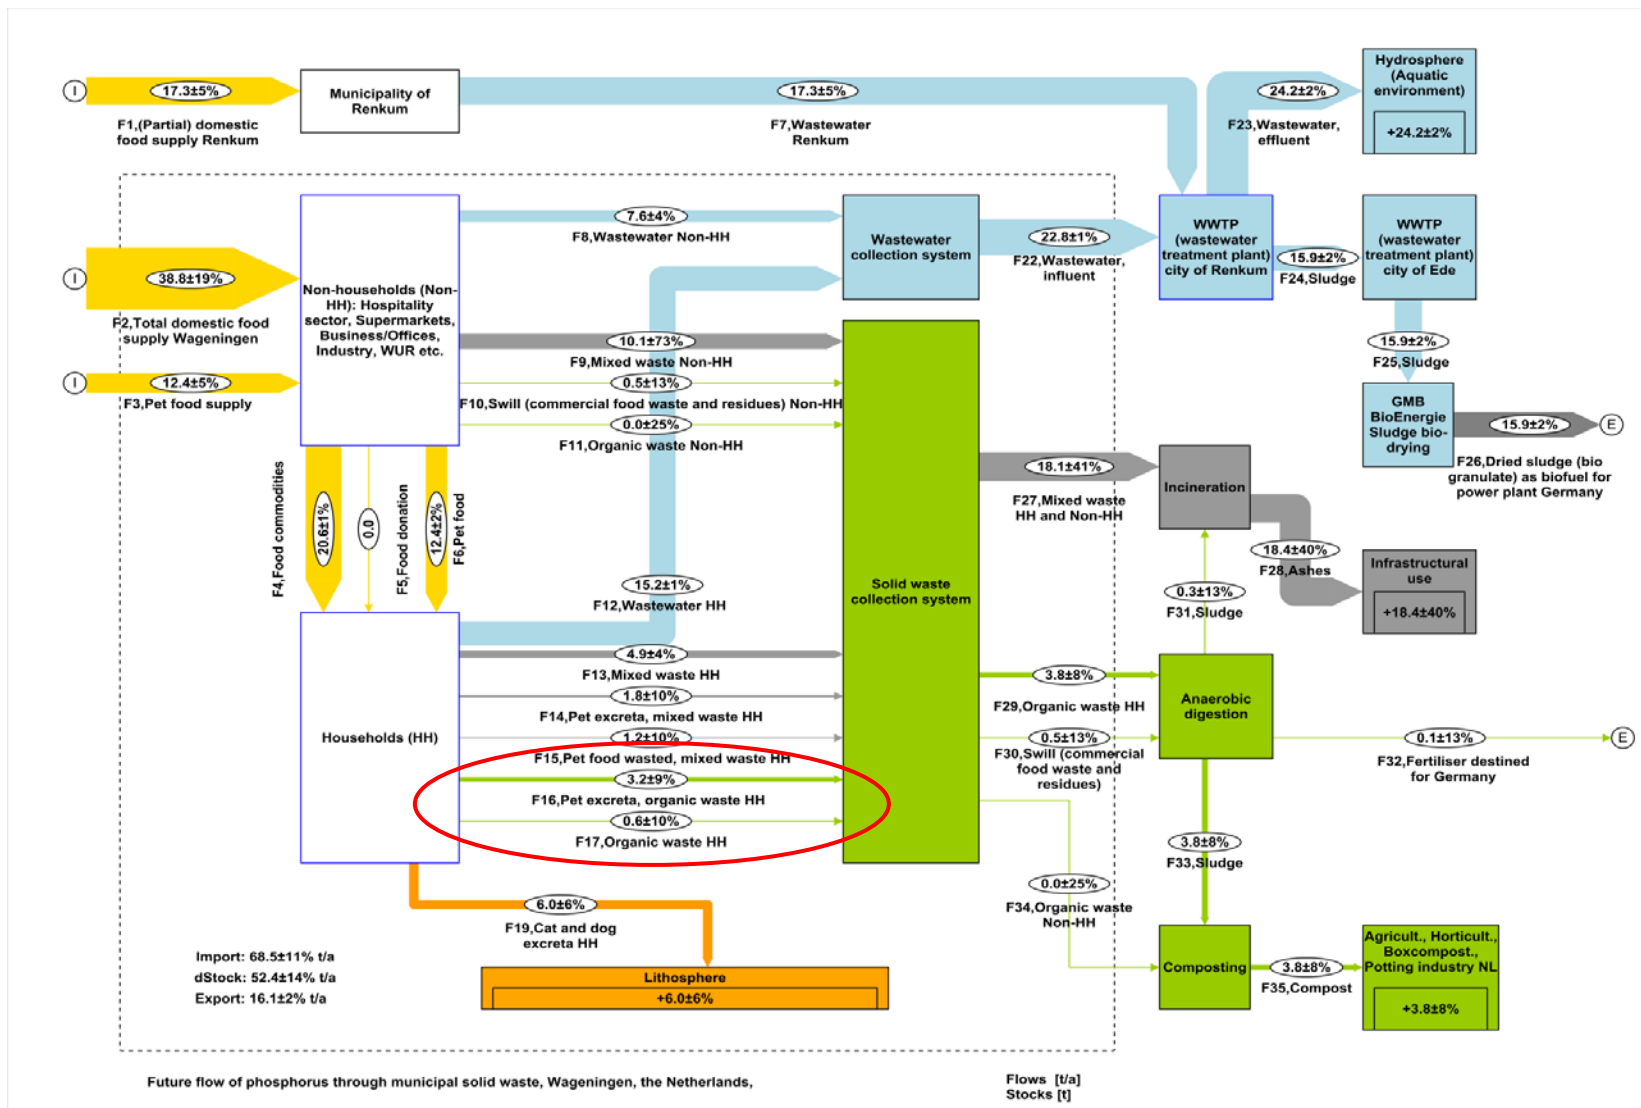 I
17.3±5%
F1,(Partial) domestic
food supply Renkum
Municipality of
Renkum
17.3±5%
F7,Wastewater
Renkum
24.2±2%
F23,Wastewater,
effluent
Hydrosphere
(Aquatic
environment)
+24.2±2%
I
38.8±19%
F2,Total domestic food
supply Wageningen
I
12.4±5%
F3,Pet food supply
Non-households (Non-
HH): Hospitality
sector, Supermarkets,
Business/Offices,
Industry, WUR etc.
7.6±4%
F8,Wastewater Non-HH
10.1±73%
F9,Mixed waste Non-HH
0.5±13%
F10,Swill (commercial food waste and residues) Non-HH
0.0±25%
F11,Organic waste Non-HH
Wastewater
collection system
22.8±1%
F22,Wastewater,
influent
WWTP
(wastewater
treatment plant)
city of Renkum
15.9±2%
F24,Sludge
WWTP
(wastewater
treatment plant)
city of Ede
15.9±2%
F25,Sludge
GMB
BioEnergie
Sludge bio-
drying
15.9±2%
E
F26,Dried sludge (bio
granulate) as biofuel for
power plant Germany
F4,Food commodities
20.6±1%
0.0
F5,Food donation
12.4±2%
F6,Pet food
15.2±1%
F12,Wastewater HH
Households (HH)
4.9±4%
F13,Mixed waste HH
1.8±10%
F14,Pet excreta, mixed waste HH
1.2±10%
F15,Pet food wasted, mixed waste HH
3.2±9%
F16,Pet excreta, organic waste HH
0.6±10%
F17,Organic waste HH
Solid waste
collection system
18.1±41%
F27,Mixed waste
HH and Non-HH
Incineration
18.4±40%
F28,Ashes
Infrastructural
use
+18.4±40%
0.3±13%
F31,Sludge
3.8±8%
F29,Organic waste HH
0.5±13%
F30,Swill (commercial
food waste and
residues)
Anaerobic
digestion
0.1±13%
E
F32,Fertiliser destined
for Germany
3.8±8%
F33,Sludge
0.0±25%
F34,Organic waste
Non-HH
Composting
3.8±8%
F35,Compost
Agricult., Horticult.,
Boxcompost.,
Potting industry NL
+3.8±8%
6.0±6%
F19,Cat and dog
excreta HH
Lithosphere
+6.0±6%
Import: 68.5±11% t/a
dStock: 52.4±14% t/a
Export: 16.1±2% t/a
Future flow of phosphorus through municipal solid waste, Wageningen, the Netherlands,
Flows [t/a]
Stocks [t]